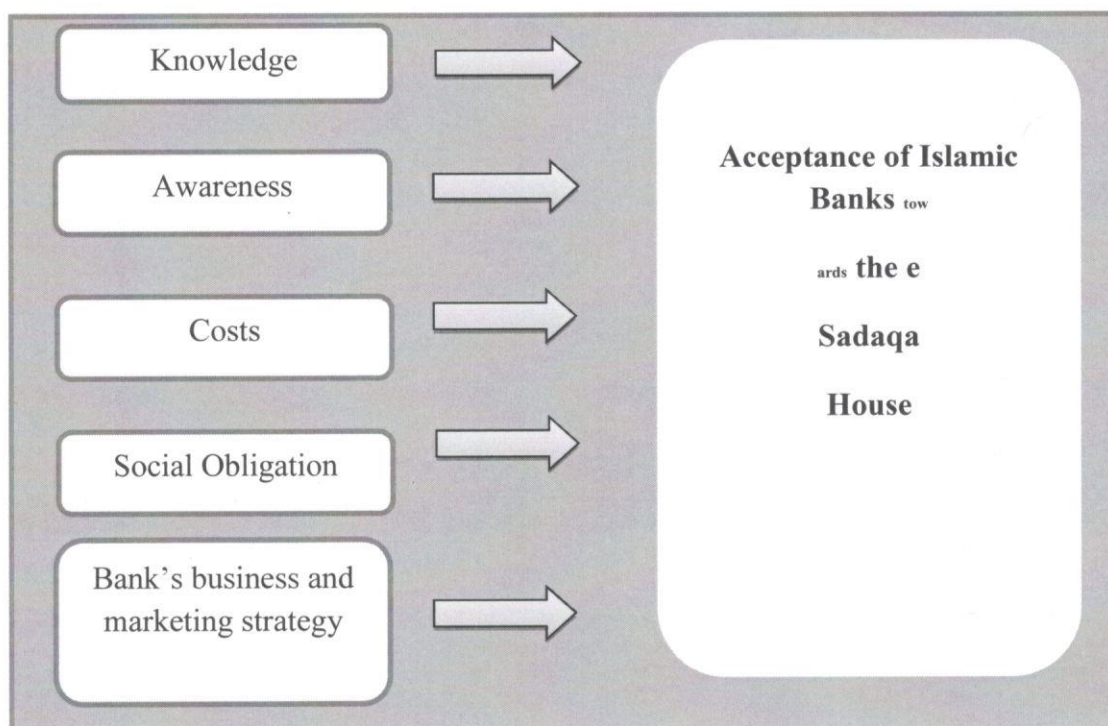 Knowledge
Awareness
Costs
Social Obligation
Bank's business and
marketing strategy
Acceptance of Islamic
Banks tow
ards the e
Sadaqa
House